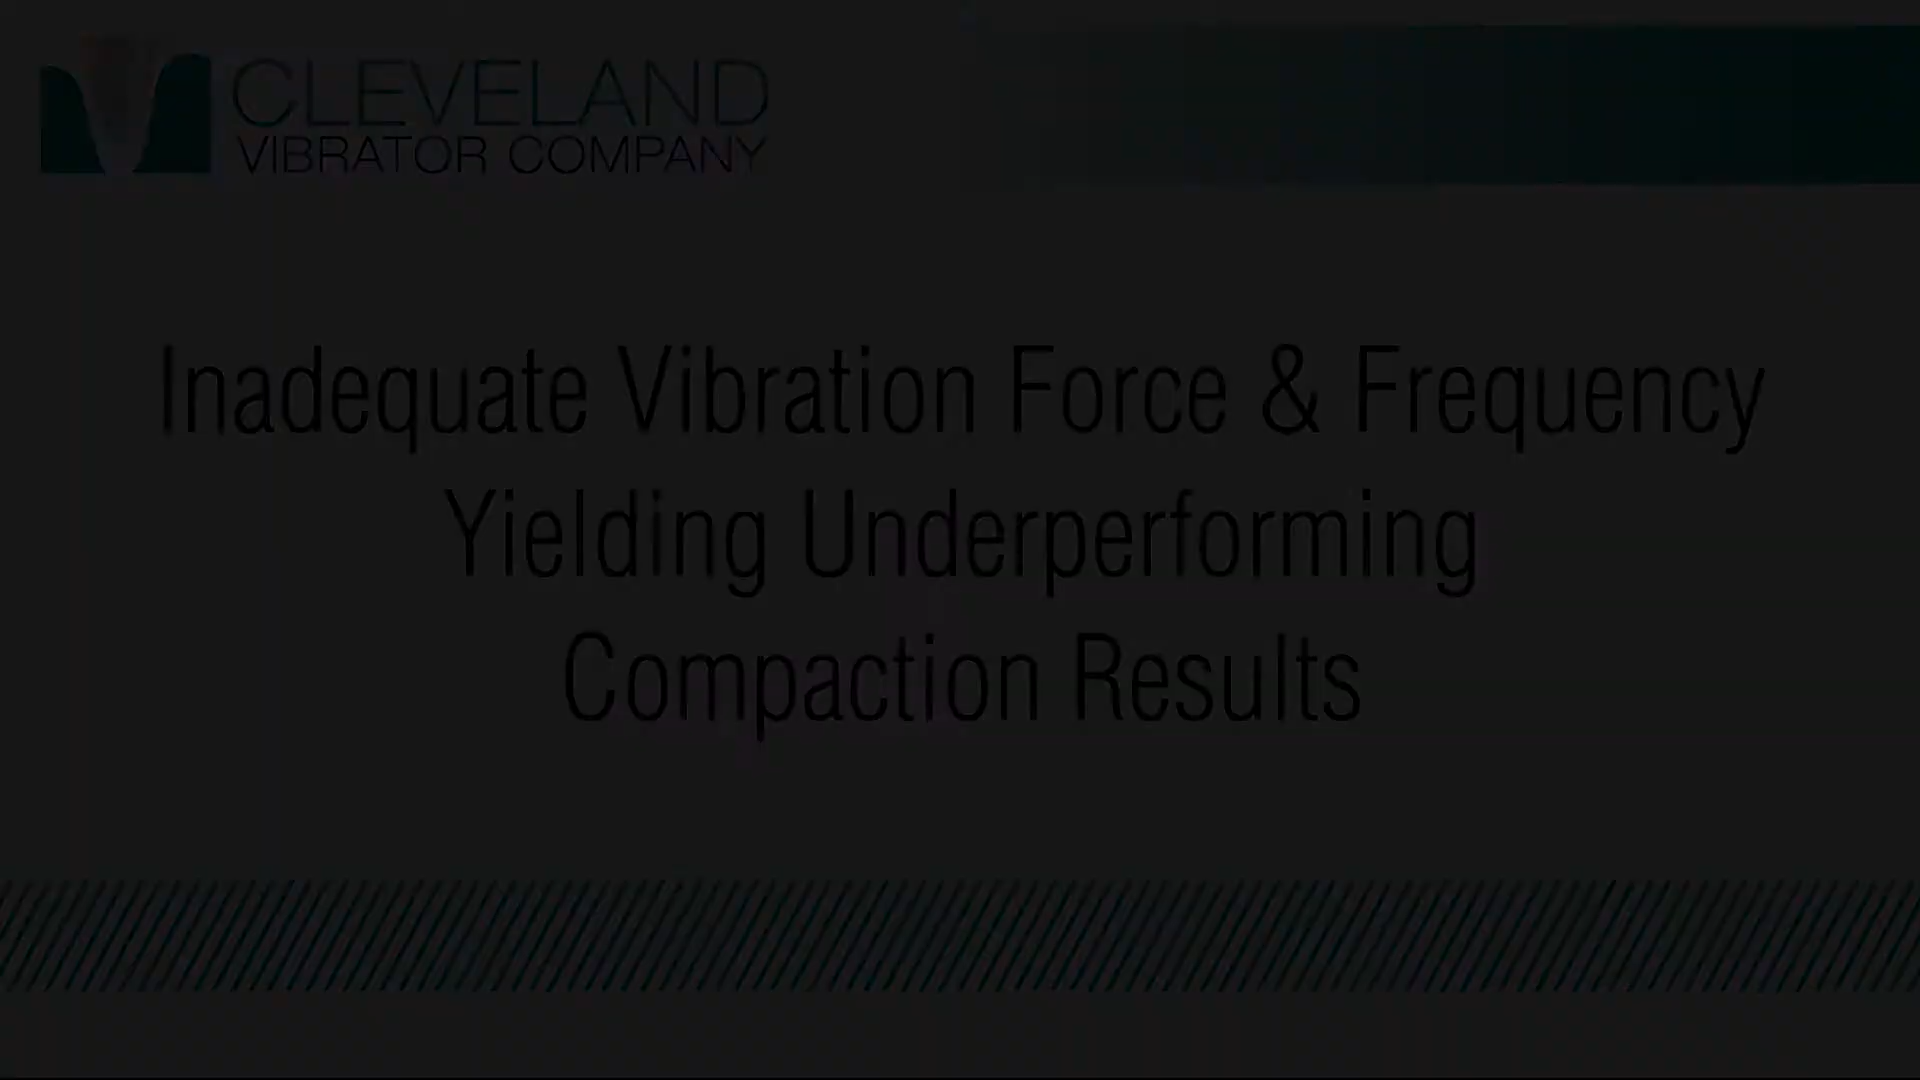 CLEVELAND
VIBRATOR COMPANY
Inadequate Vibration Force & Frequency
Yielding Underperforming
Compaction Results